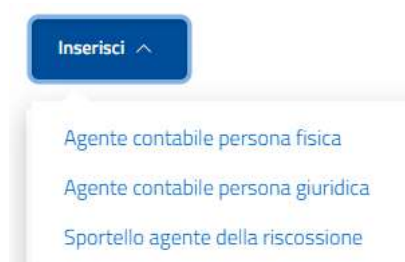 Inserisci
Agente contabile persona fisica
Agente contabile persona giuridica
Sportello agente della riscossione